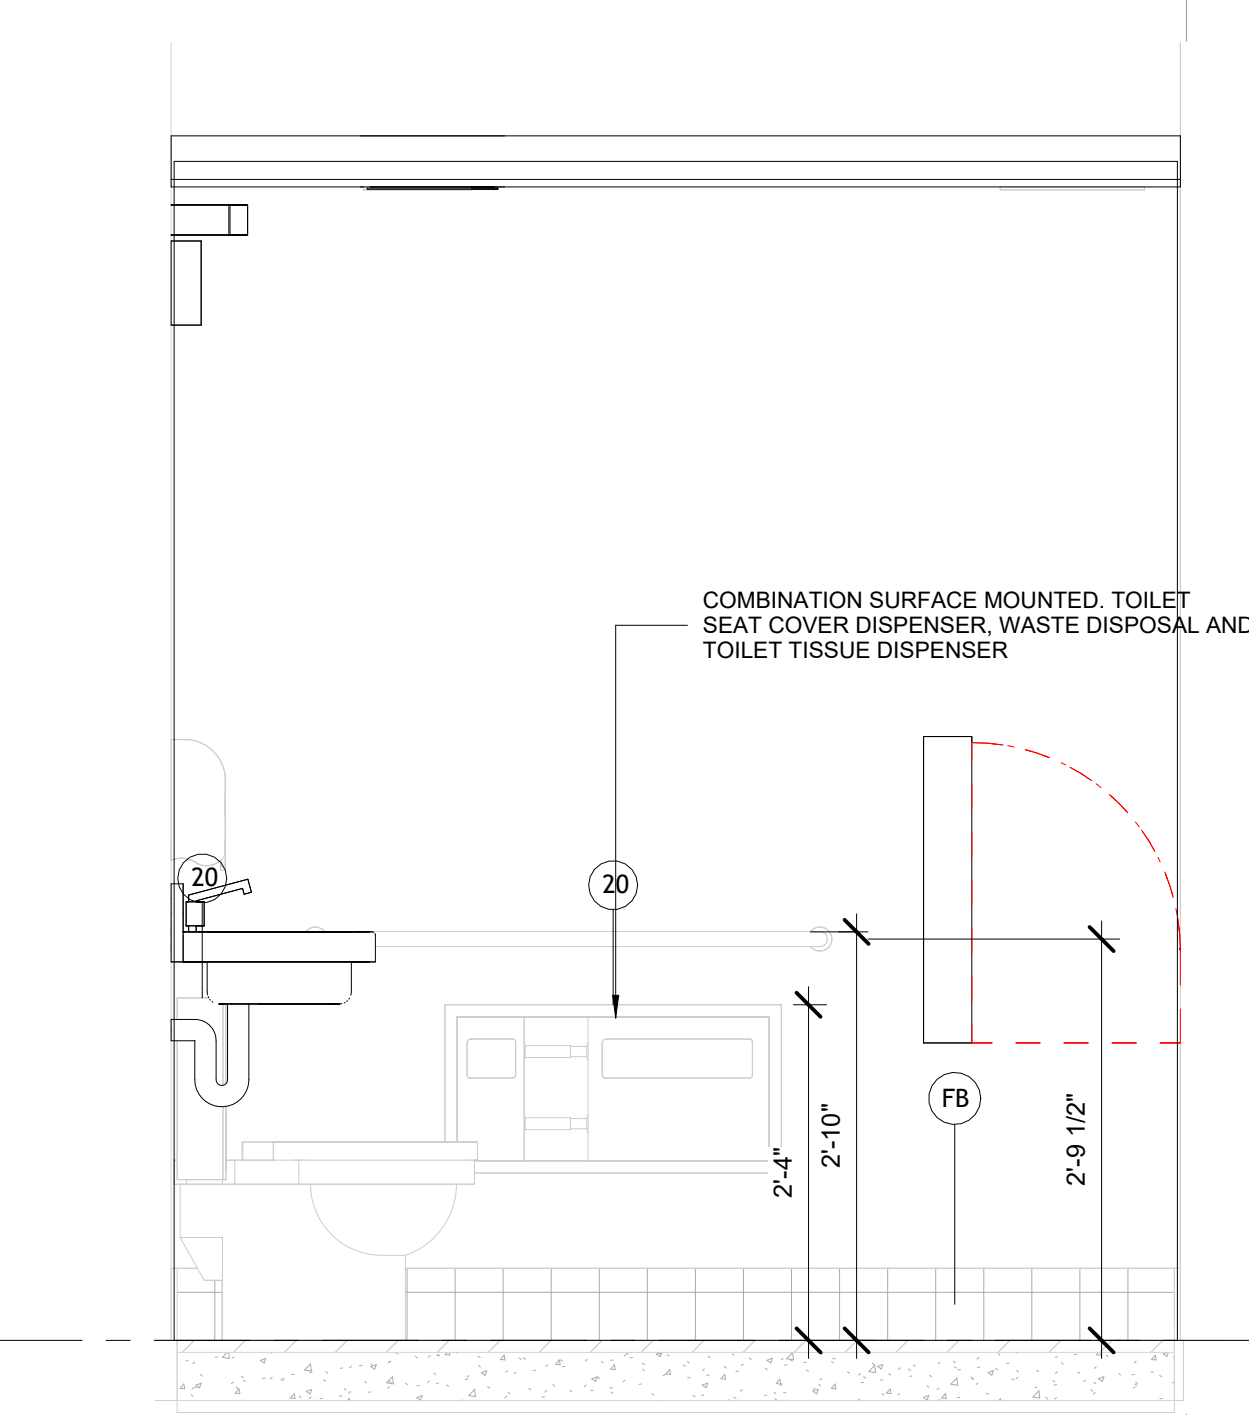 COMBINATION SURFACE MOUNTED. TOILET
SEAT COVER DISPENSER, WASTE DISPOSAL AND
TOILET TISSUE DISPENSER
20
20
FB
2'-4"
2'-10"
2'-9 1/2"